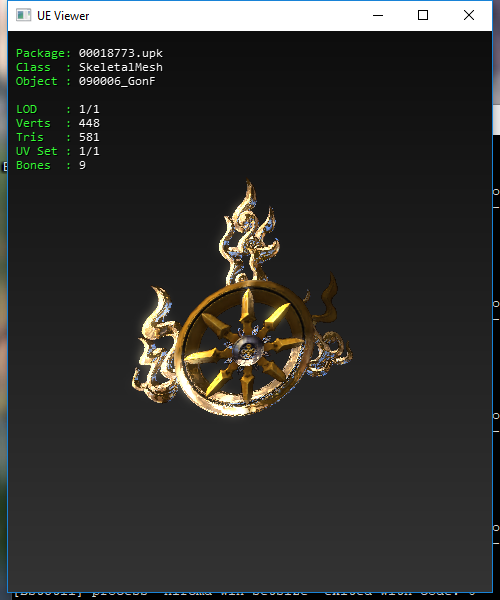 UE Viewer
Package: 00018773.upk
Class : SkeletalMesh
Object : 090006_GonF
LOD : 1/1
Verts : 448
Tris : 581
UV Set : 1/1
Bones : 9